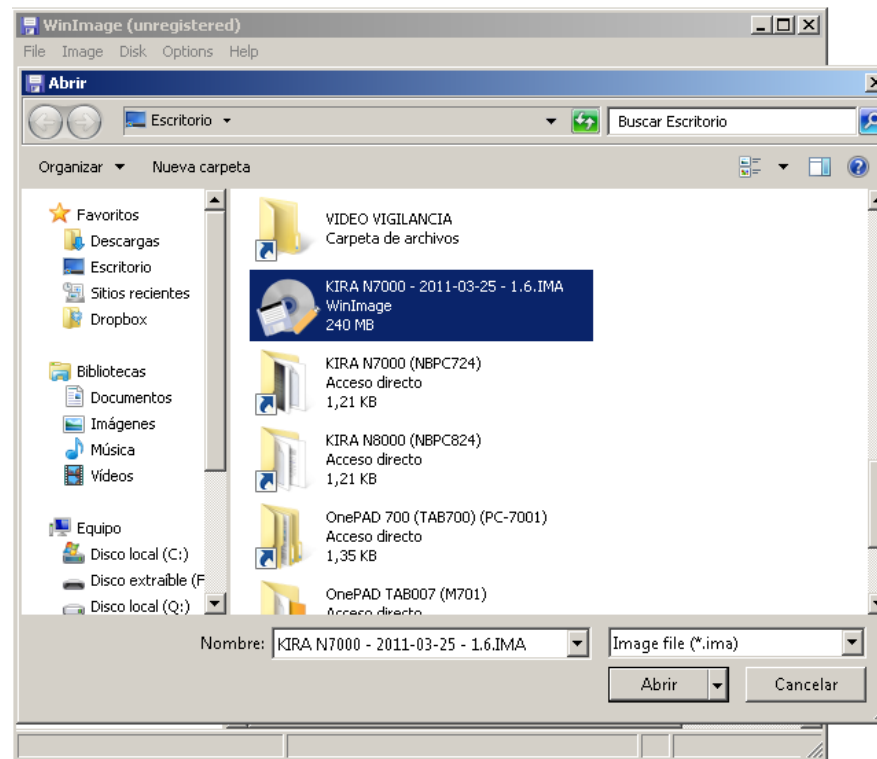 WinImage (unregistered)
File Image Disk Options Help
Abrir
Escritorio
Buscar Escritorio
Organizar Nueva carpeta
Favoritos
Descargas
Escritorio
Sitios recientes
Dropbox
Bibliotecas
Documentos
Imágenes
Música
Vídeos
Equipo
Disco local (C:)
Disco extraíble (F
Disco local (Q:)
VIDEO VIGILANCIA
Carpeta de archivos
KIRA N7000 - 2011-03-25 - 1.6.IMA
WinImage
240 MB
KIRA N7000 (NBPC724)
Acceso directo
1,21 KB
KIRA N8000 (NBPC824)
Acceso directo
1,21 KB
OnePAD 700 (TAB700) (PC-7001)
Acceso directo
1,35 KB
OnePAD TAB007 (M701)
Acceso directo
Nombre: KIRA N7000 - 2011-03-25 - 1.6.IMA
Image file (*.ima)
Abrir
Cancelar